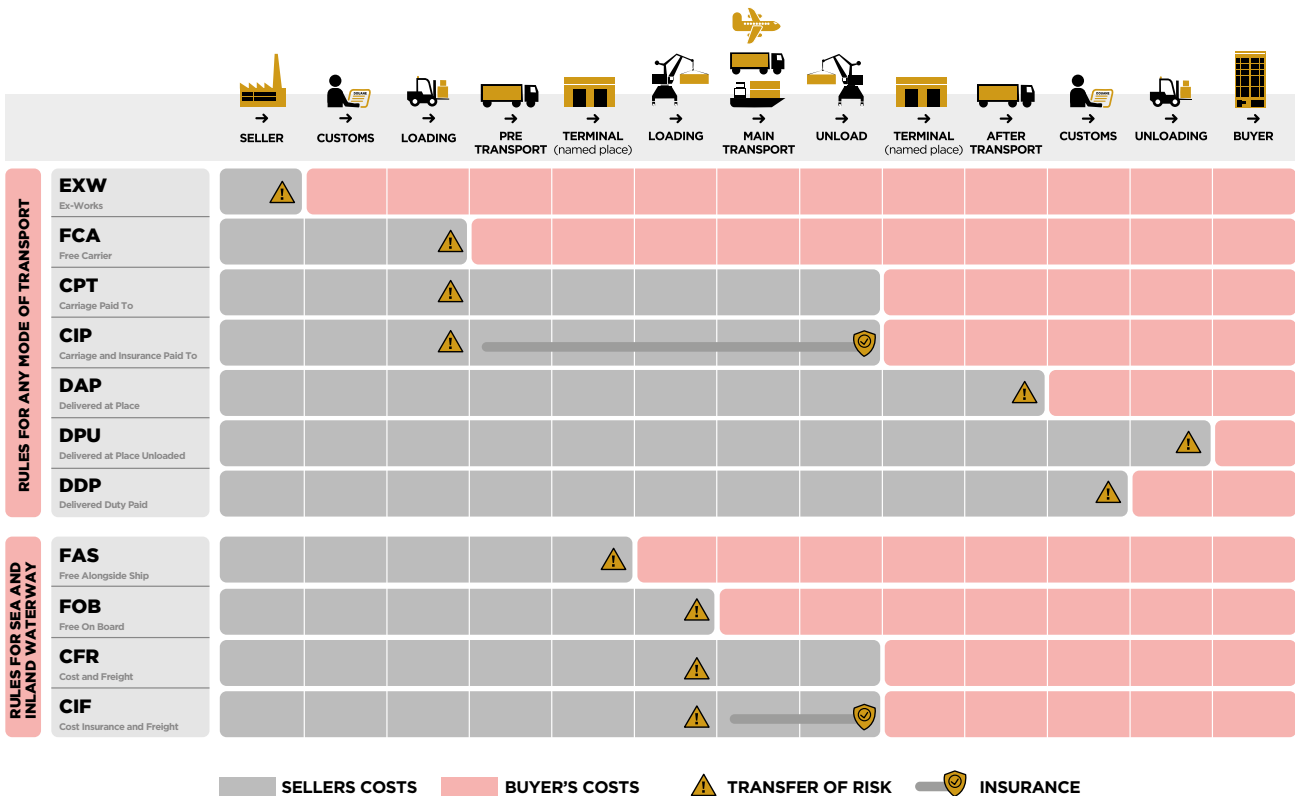 DOUANE
DOUANE
→ → → → → → → → → → → → →
SELLER
CUSTOMS
LOADING
PRE
TRANSPORT
TERMINAL
(named place)
LOADING
MAIN
TRANSPORT
UNLOAD
TERMINAL
(named place)
AFTER
TRANSPORT
CUSTOMS
UNLOADING
BUYER
RULES FOR ANY MODE OF TRANSPORT
EXW
Ex-Works
FCA
Free Carrier
CPT
Carriage Paid To
CIP
Carriage and Insurance Paid To
DAP
Delivered at Place
DPU
Delivered at Place Unloaded
DDP
Delivered Duty Paid
RULES FOR SEA AND
INLAND WATERWAY
FAS
Free Alongside Ship
FOB
Free On Board
CFR
Cost and Freight
CIF
Cost Insurance and Freight
SELLERS COSTS
BUYER'S COSTS
TRANSFER OF RISK
INSURANCE